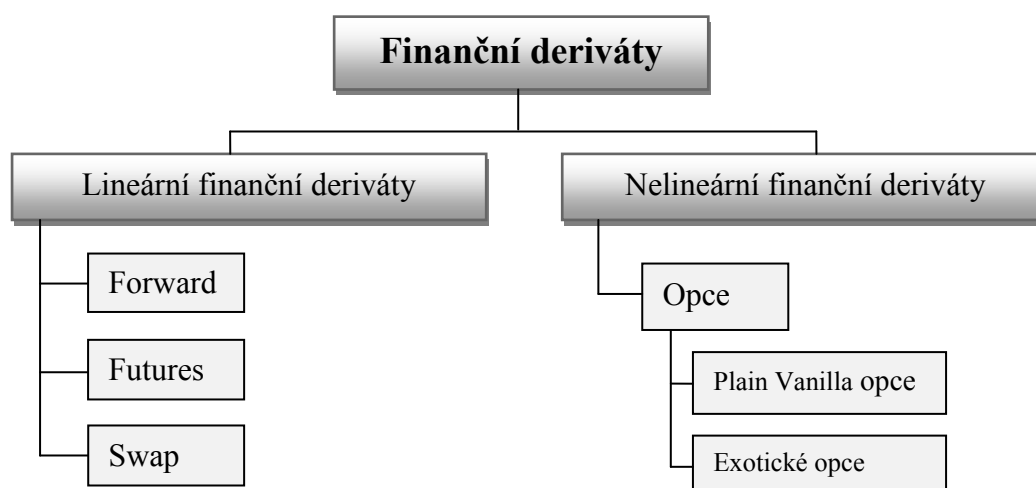 Finanční deriváty
Lineární finanční deriváty
Forward
Futures
Swap
Nelineární finanční deriváty
Opce
Plain Vanilla opce
Exotické opce